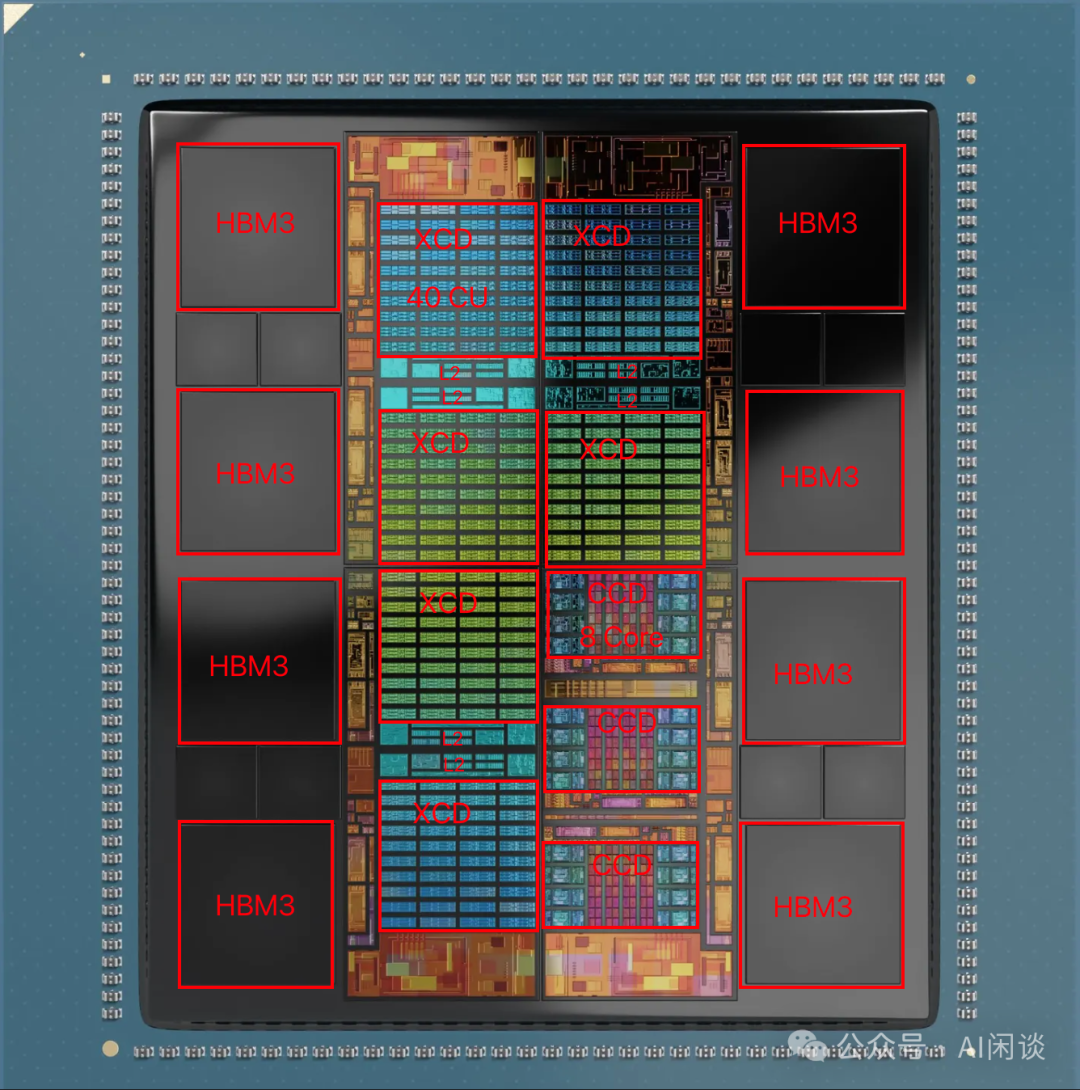 HBM3
XCD
XCD
HBM3
40 CU
L2
L2
L2
L2
XCD
XCD
HBM3
HBM3
XCD
CCD
8 Core
HBM3
HBM3
CCD
L2
L2
XCD
CCD
HBM3
HBM3
公众号 · AI闲谈